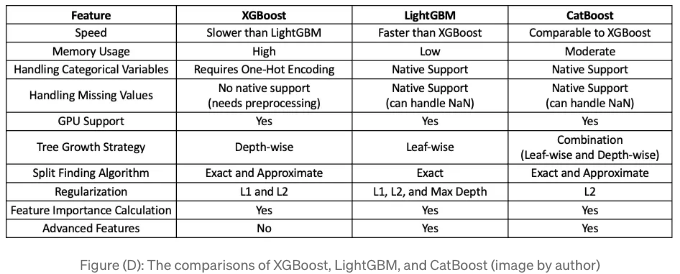 Feature XGBoost LightGBM CatBoost
Speed Slower than LightGBM Faster than XGBoost Comparable to XGBoost
Memory Usage High Low Moderate
Handling Categorical Variables Requires One-Hot Encoding Native Support Native Support
Handling Missing Values No native support (needs preprocessing) Native Support (can handle NaN) Native Support (can handle NaN)
GPU Support Yes Yes Yes
Tree Growth Strategy Depth-wise Leaf-wise Combination (Leaf-wise and Depth-wise)
Split Finding Algorithm Exact and Approximate Exact Exact and Approximate
Regularization L1 and L2 L1, L2, and Max Depth L2
Feature Importance Calculation Yes Yes Yes
Advanced Features No Yes Yes
Figure (D): The comparisons of XGBoost, LightGBM, and CatBoost (image by author)